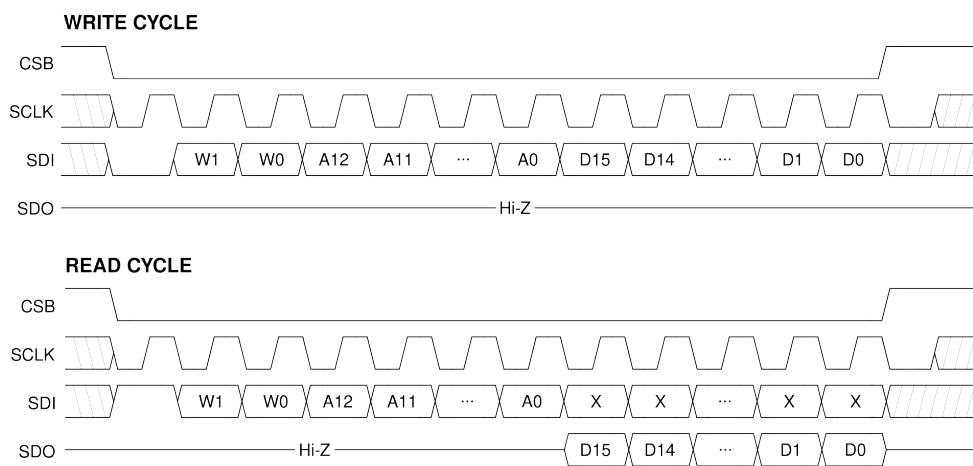 WRITE CYCLE
CSB
SCLK
SDI W1 W0 A12 A11 ... A0 D15 D14 ... D1 D0
SDO Hi-Z
READ CYCLE
CSB
SCLK
SDI W1 W0 A12 A11 ... A0 X X ... X X
SDO Hi-Z D15 D14 ... D1 D0